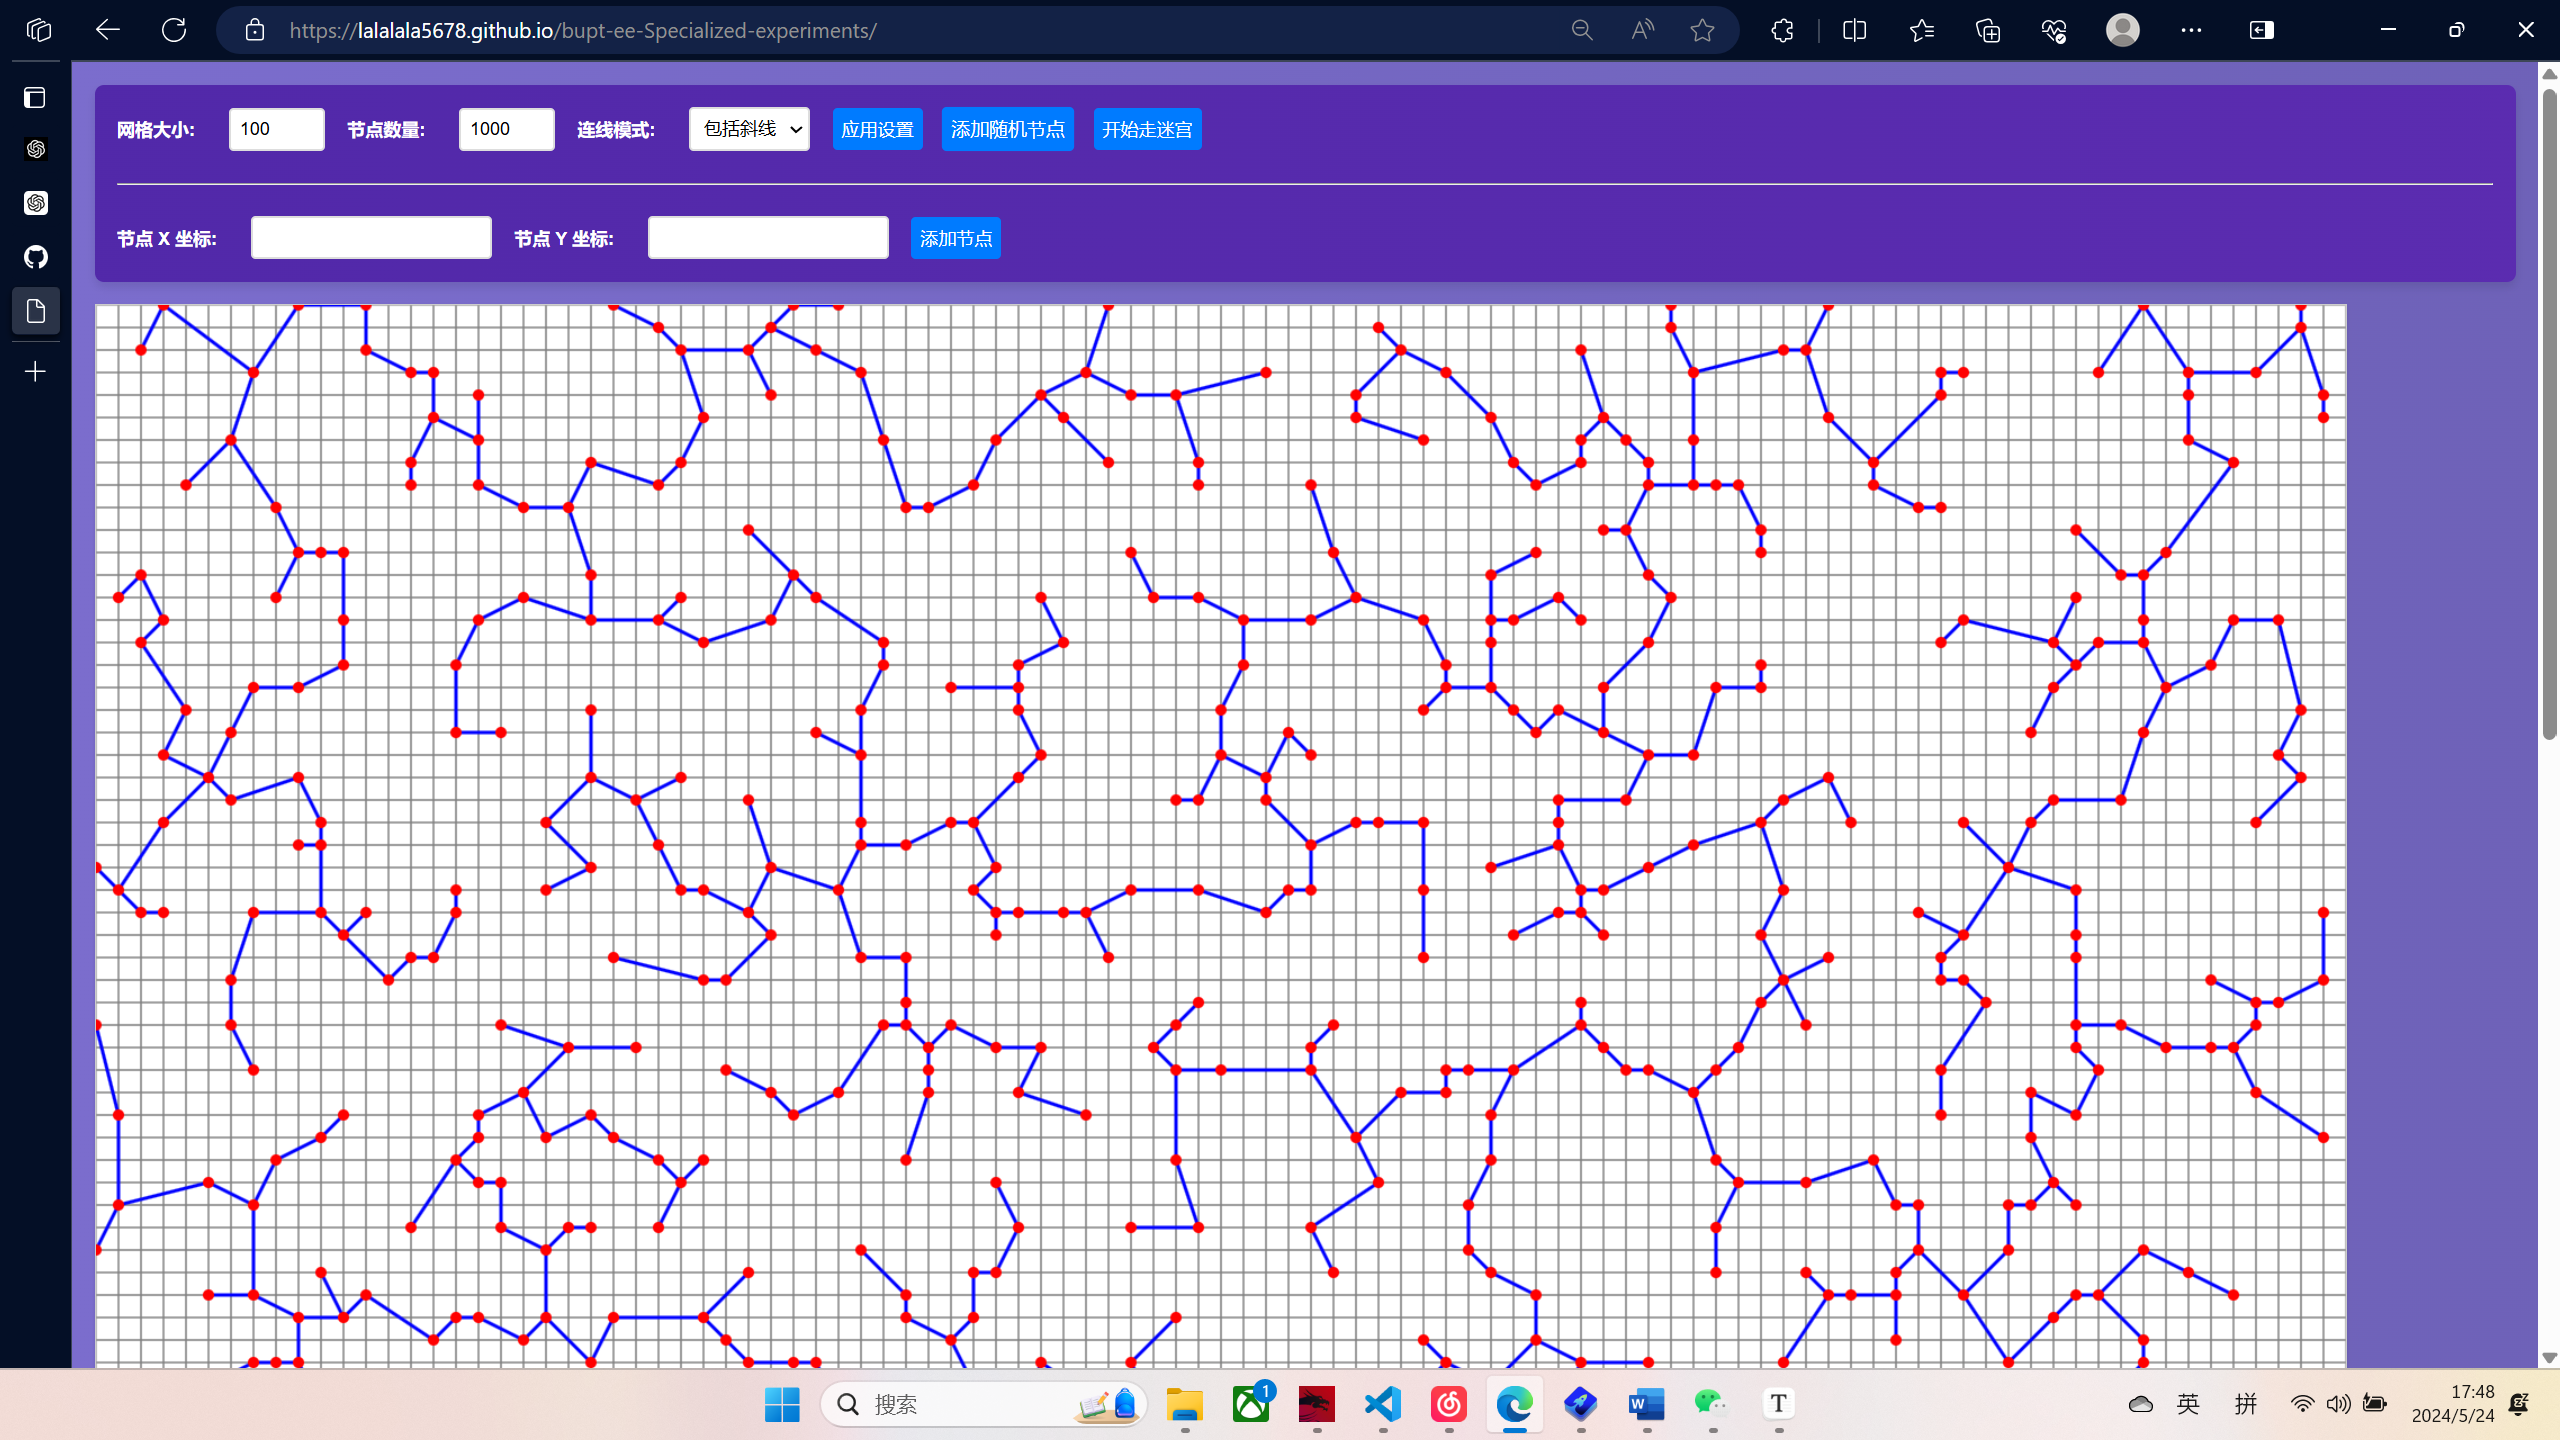 https://lalalala5678.github.io/bupt-ee-Specialized-experiments/
网格大小: 100 节点数量: 1000 连线模式: 包括斜线 应用设置 添加随机节点 开始走迷宫
节点 X 坐标: 节点 Y 坐标: 添加节点
搜索 1 W T 英 拼 17:48
2024/5/24